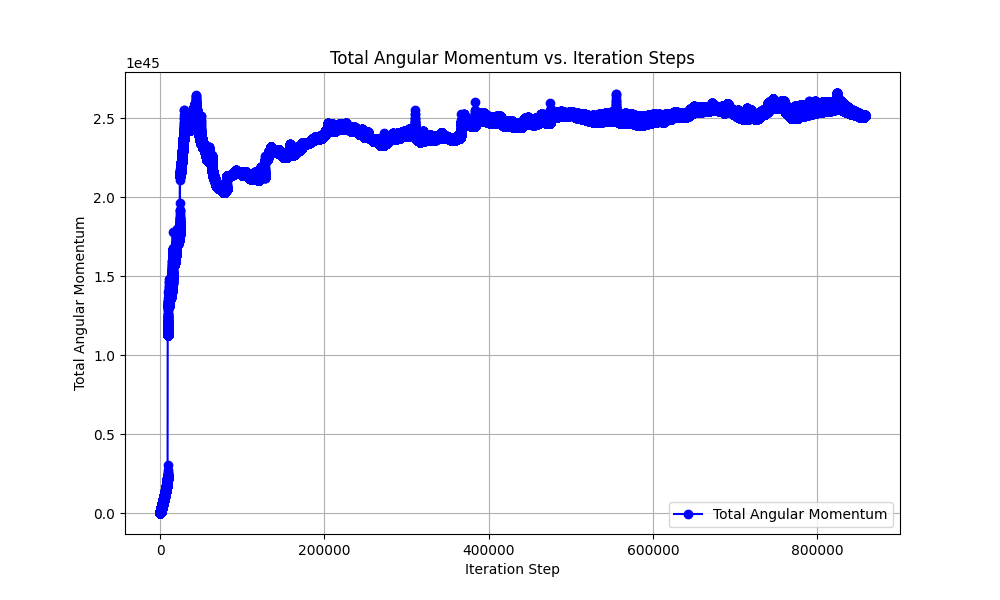 Total Angular Momentum vs. Iteration Steps
1e45
2.5
2.0
1.5
1.0
0.5
0.0
Total Angular Momentum
Total Angular Momentum
0 200000 400000 600000 800000
Iteration Step